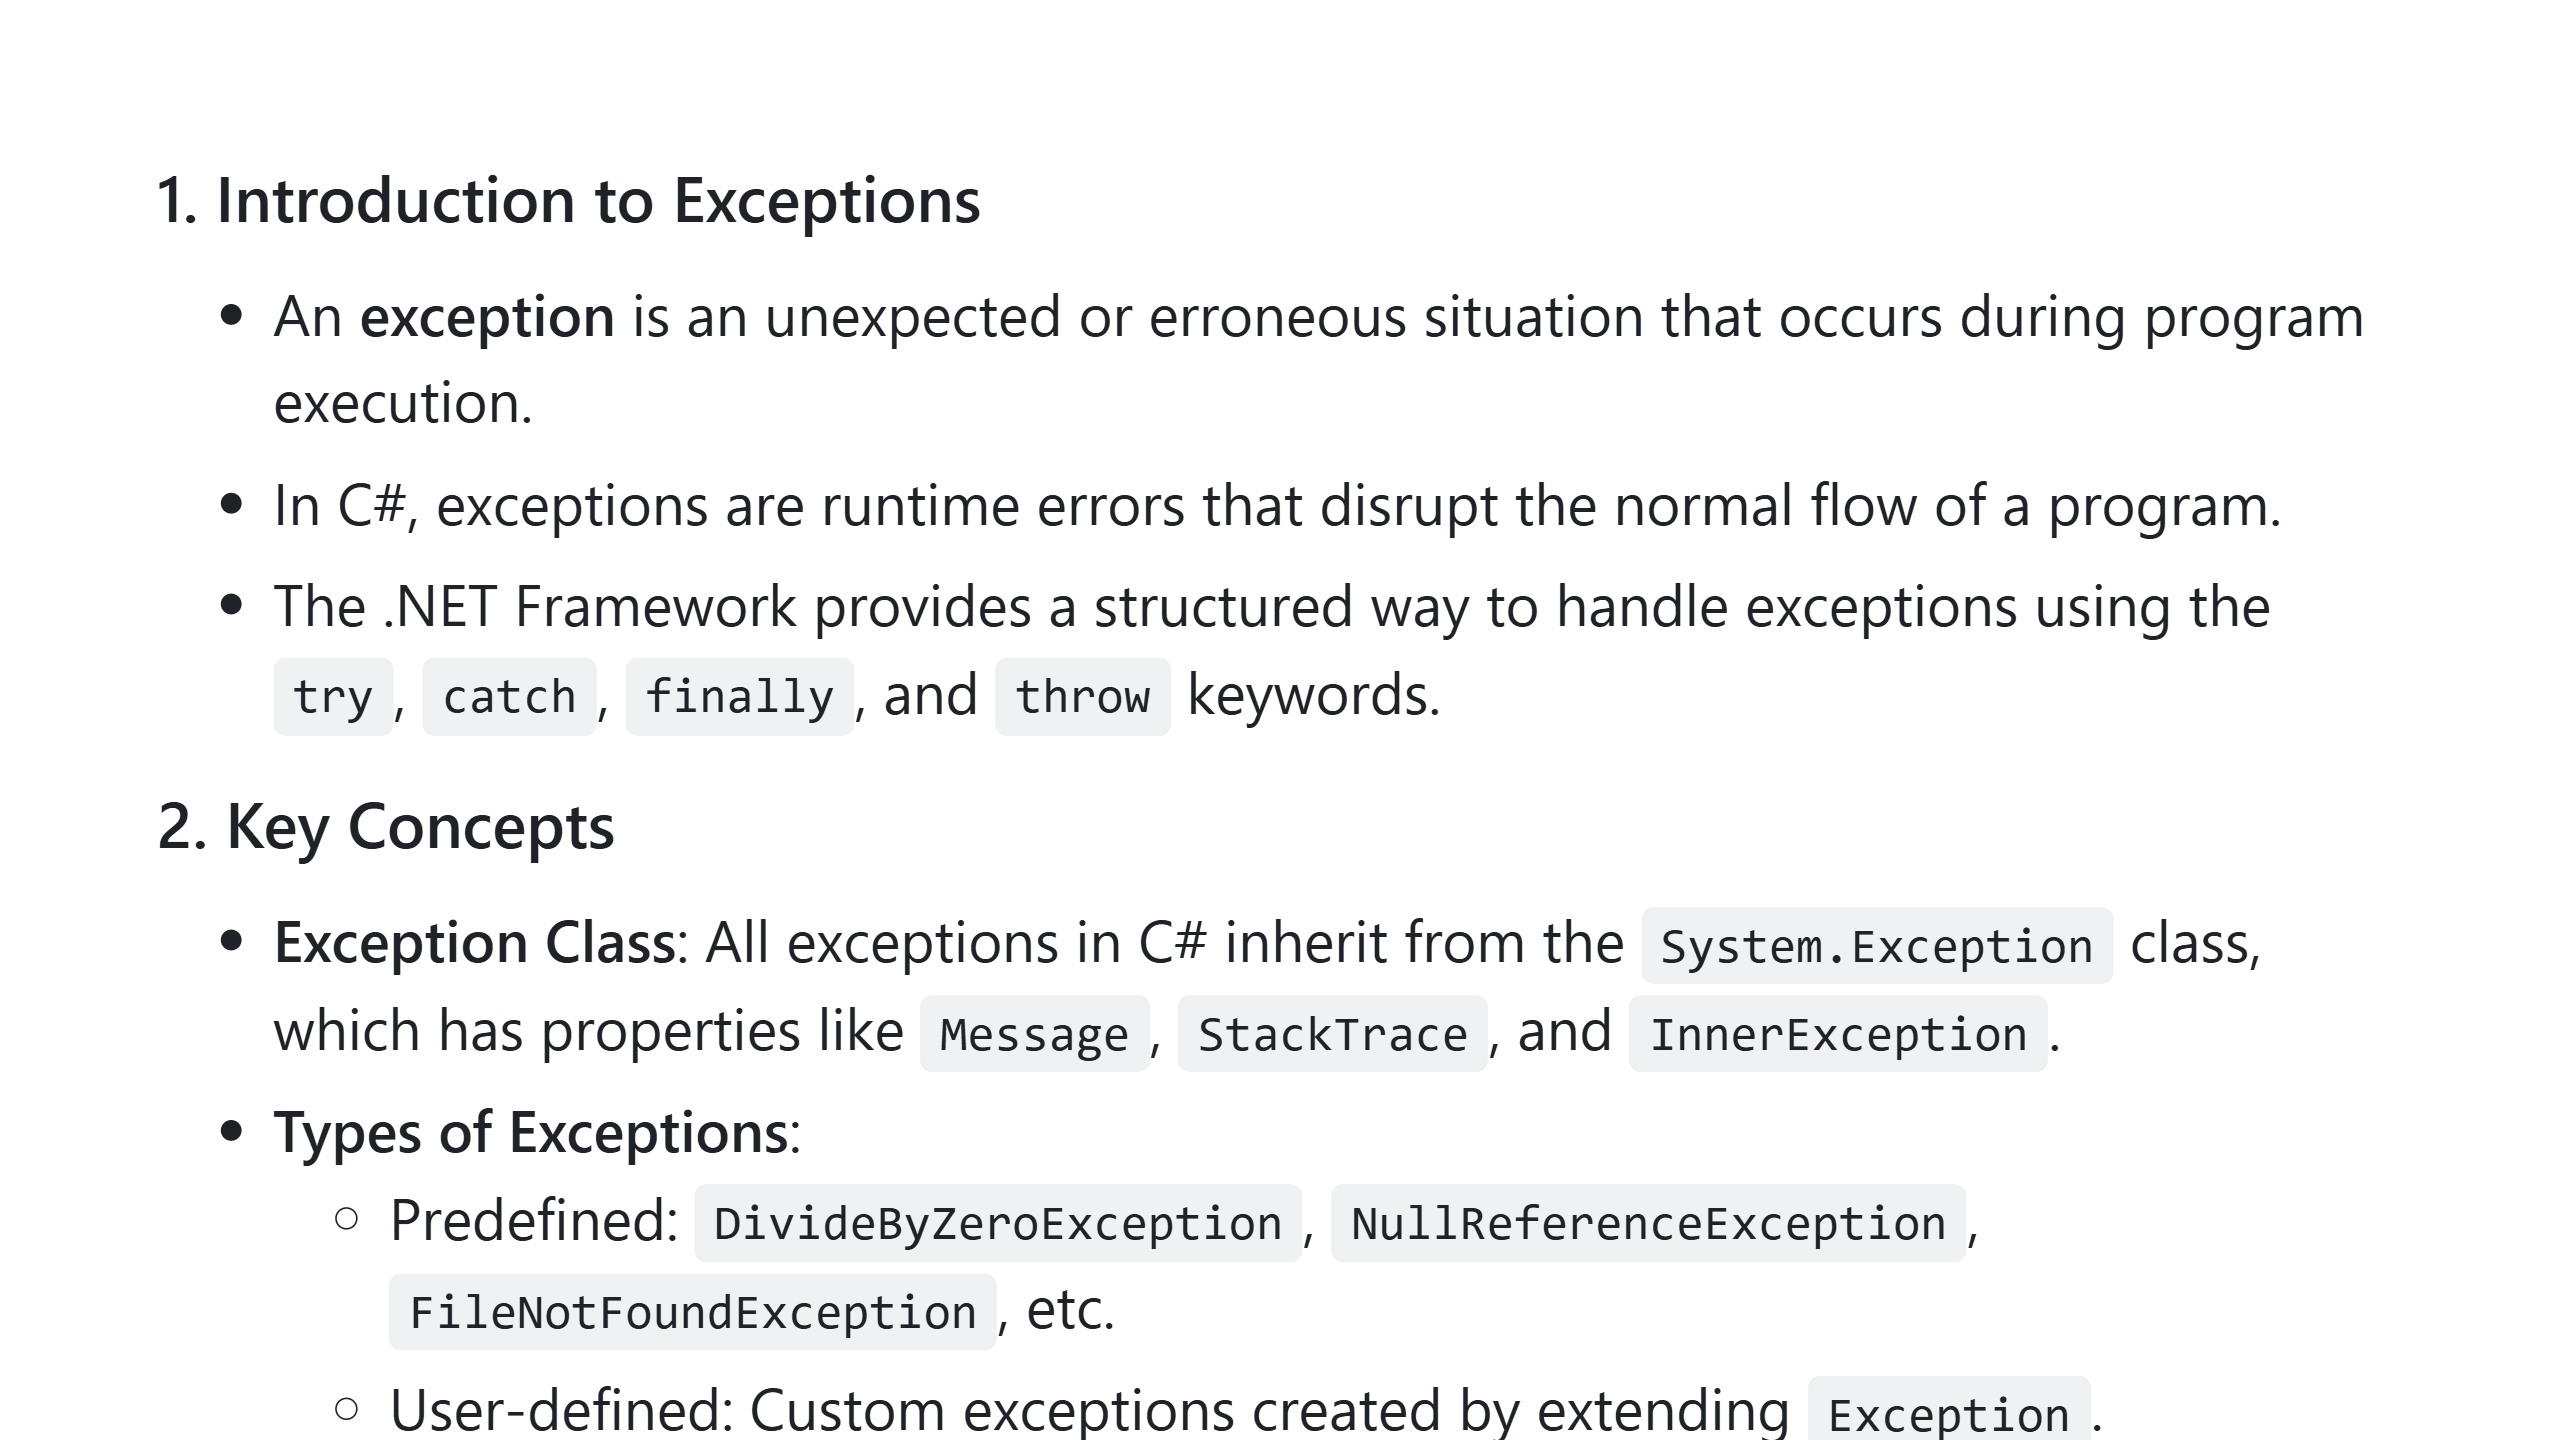 1. Introduction to Exceptions
• An exception is an unexpected or erroneous situation that occurs during program
execution.
• In C#, exceptions are runtime errors that disrupt the normal flow of a program.
• The .NET Framework provides a structured way to handle exceptions using the
try, catch, finally, and throw keywords.
2. Key Concepts
• Exception Class: All exceptions in C# inherit from the System.Exception class,
which has properties like Message, StackTrace, and InnerException.
• Types of Exceptions:
○ Predefined: DivideByZeroException, NullReferenceException,
FileNotFoundException, etc.
○ User-defined: Custom exceptions created by extending Exception.